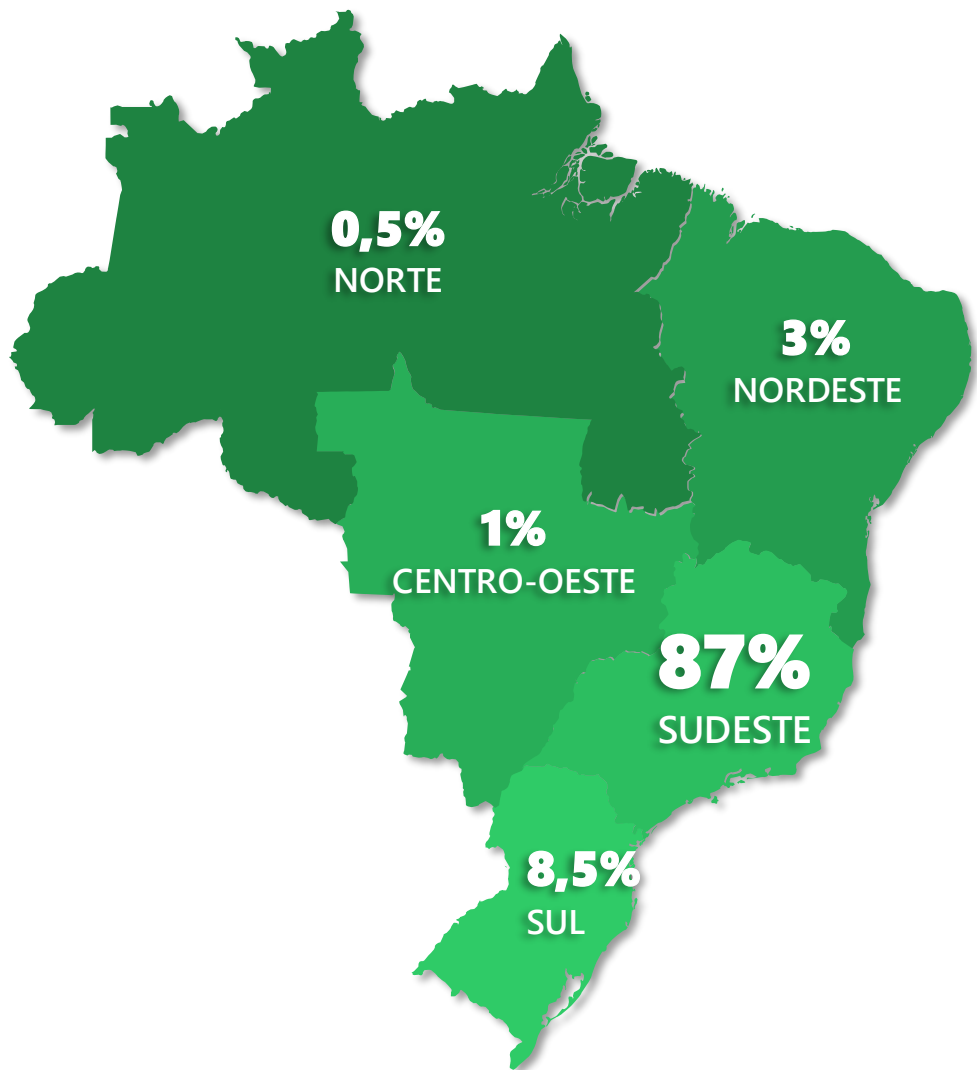 0,5%
NORTE
3%
NORDESTE
1%
CENTRO-OESTE
87%
SUDESTE
8,5%
SUL